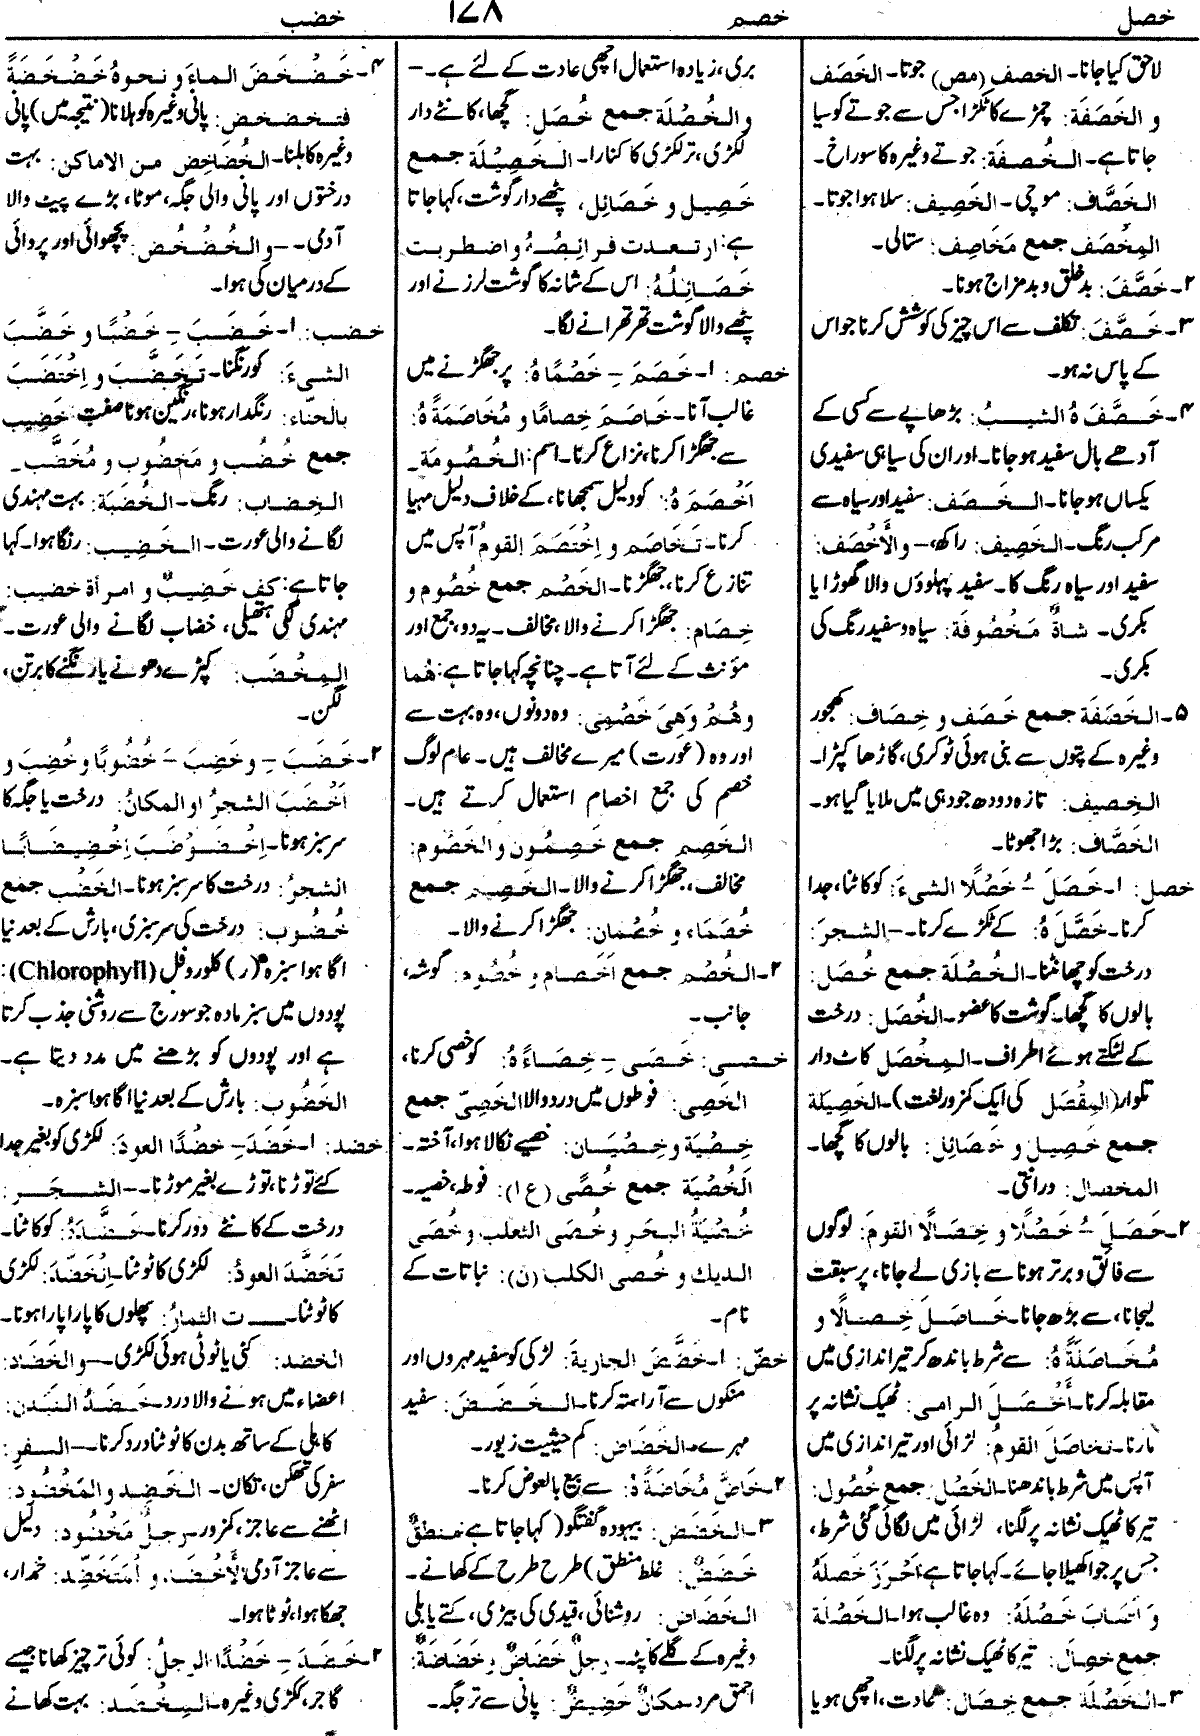 خصل
خصم
١٦٨
خضب
لاحق کیا جانا۔ الخصف (مص) جوتا۔ الخَصَف
و الخَصَفَة: چمڑے کا ٹکڑا، جس سے جوتے کو سیا
جاتا ہے۔ الخُصفَة: جوتے وغیرہ کا سوراخ۔
الخَصَّاف: موچی۔ الخَصِيف: سلا ہوا جوتا۔
المِخْصَف جمع مَخَاصِف: ستالی۔
۲۔خَصَّفَ: بدخلق و بد مزاج ہونا۔
۳۔خَصَّفَ: تکلف سے اس چیز کی کوشش کرنا جو اس
کے پاس نہ ہو۔
۴۔خَصَّفَ هُ الشيبُ: بڑھاپے سے کسی کے
آدھے بال سفید ہو جانا۔ اور ان کی سیاہی سفیدی
یکساں ہو جانا۔ الخَصَف: سفید اور سیاہ سے
مرکب رنگ۔ الخَصِيف: راکھ، – والأَخْصَف:
سفید اور سیاہ رنگ کا۔ سفید پہلوؤں والا گھوڑا یا
بکری۔ شاةٌ مَخْصُوفَة: سیاہ و سفید رنگ کی
بکری۔
۵۔الخَصَفَة جمع خَصَف و خِصَاف: کھجور
وغیرہ کے پتوں سے بنی ہوئی ٹوکری، گاڑھا کپڑا۔
الخِصيف: تازہ دودھ جو دہی میں ملایا گیا ہو۔
الخَصَّاف: بڑا جھوٹا۔
خصل: ۱۔خَصَلَ –ُ خَصْلًا الشیءَ: کو کاٹنا، جدا
کرنا۔ خَصَّلَ هُ: کے ٹکڑے کرنا۔ – الشجرَ:
درخت کو چھانٹنا۔ الخُصْلَة جمع خُصَل:
بالوں کا گچھا۔ گوشت کا عضو۔ الخُصَل: درخت
کے لٹکتے ہوئے اطراف۔ المِخْصَل کاٹ دار
تلوار (المِقْصَل کی ایک کمزور لغت)۔ الخَصِيلَة
جمع خَصِيل و خَصَائِل: بالوں کا گچھا۔
المخصال: درانتی۔
۲۔خَصَلَ –ُ خَصْلًا و خِصَالًا القومَ: لوگوں
سے فائق و برتر ہونا سے بازی لے جانا، پر سبقت
لیجانا، سے بڑھ جانا۔ خَاصَلَ خِصالًا و
مُخَاصَلَةً هُ: سے شرط باندھ کر تیر اندازی میں
مقابلہ کرنا۔ أَخْصَلَ الرامى: ٹھیک نشانہ پر
مارنا۔ تخاصَلَ القومُ: لڑائی اور تیر اندازی میں
آپس میں شرط باندھنا۔ الخَصْل جمع خُصُول:
تیر کا ٹھیک نشانہ پر لگنا، لڑائی میں لگائی گئی شرط،
جس پر جوا کھیلا جائے۔ کہا جاتا ہے أَحْرَزَ خَصلَهُ
و أَصَابَ خَصْلَهُ: وہ غالب ہوا۔ الخَصْلَة
جمع خِصَال: تیر کا ٹھیک نشانہ پر لگنا۔
۳۔الخَصْلَة جمع خِصَال: عادت، اچھی ہو یا
بری، زیادہ استعمال اچھی عادت کے لئے ہے۔ –
و الخُصْلَة جمع خُصَل: گچھا، کانٹے دار
لکڑی، تر لکڑی کا کنارا۔ الخَصِيْلَة جمع
خَصِيل و خَصَائِل، پٹھے دار گوشت، کہا جاتا
ہے: ارتعدت فرائصُهُ و اضطربت
خَصَائِلُهُ: اس کے شانہ کا گوشت لرزنے اور
پٹھے والا گوشت تھرتھرانے لگا۔
خصم: ۱۔خَصَمَ –ِ خَصْمًا هُ: پر جھگڑنے میں
غالب آنا۔ خَاصَمَ خِصامًا و مُخَاصَمَةً هُ:
سے جھگڑا کرنا، نزاع کرنا۔ اسم: الخُصُومَة۔
أَخْصَمَ هُ: کو دلیل سمجھانا، کے خلاف دلیل مہیا
کرنا۔ تَخَاصَم و اِخْتَصَمَ القومُ آپس میں
تنازع کرنا، جھگڑنا۔ الخَصْم جمع خُصُوم و
خِصَام: جھگڑا کرنے والا، مخالف۔ یہ دو، جمع اور
مؤنث کے لئے آتا ہے۔ چنانچہ کہا جاتا ہے: هُما
وهُمْ وَهِىَ خَصْمِى: وہ دونوں، وہ بہت سے
اور وہ (عورت) میرے مخالف ہیں۔ عام لوگ
خصم کی جمع اخصام استعمال کرتے ہیں۔
الخَصِم جمع خَصِمُون والخَصُوم:
مخالف، جھگڑا کرنے والا۔ الخَصِيم جمع
خُصَمَاء و خُصْمَان: جھگڑا کرنے والا۔
۲۔الخُصْم جمع أَخصَام و خُصُوم: گوشہ،
جانب۔
خصى: خَصَى –ِ خِصَاءً هُ: کو خصی کرنا،
الخَصِى: فوطوں میں درد والا الخَصِىّ جمع
خِصْيَة و خِصْيَان: خصیے نکالا ہوا، آختہ۔
الخُصْيَة جمع خُصًى (ع ا): فوطہ، خصیہ۔
خُصْيَةُ البحَر و خُصَى الثعلب و خُصَى
الديك و خُصى الكلب (ن): نباتات کے
نام۔
خضّ: ۱۔خَضَّضَ الجاريةَ: لڑکی کو سفید مہروں اور
منکوں سے آراستہ کرنا۔ الخَضَض: سفید
مہرے۔ الخَضَاض: کم حیثیت زیور۔
۲۔خَاضَّ مُخَاضَةً هُ: سے بیع بالعوض کرنا۔
۳۔الخَضَض: بیہودہ گفتگو (کہا جاتا ہے منطقٌ
خَضَضٌ: غلط منطق) طرح طرح کے کھانے۔
الخَضَاض: روشنائی، قیدی کی بیڑی، کتے یا بلی
وغیرہ کے گلے کا پٹہ۔ رجلٌ خَضَاضٌ و خَضَاضَةٌ:
احمق مرد۔ مکانٌ خَضِيضٌ: پانی سے تر جگہ۔
۴۔خَضْخَضَ الماءَ و نحوهُ خَضْخَضَةً
فتخضخض: پانی وغیرہ کو ہلانا (نتیجہ میں) پانی
وغیرہ کا ہلنا۔ الخُضَاخِض من الاماكن: بہت
درختوں اور پانی والی جگہ، موٹا، بڑے پیٹ والا
آدمی۔ – والخُضْخُض: پچھوائی اور پروائی
کے درمیان کی ہوا۔
خضب: ۱۔خَضَبَ –ِ خَضْبًا و خَضَّبَ
الشىءَ: کو رنگنا۔ تَخَضَّبَ و اِخْتَضَبَ
بالحنّاء: رنگدار ہونا، رنگین ہونا صفت خَضِيب
جمع خُضُب و مَخضُوب و مُخَضَّب۔
الخِضاب: رنگ۔ الخُضَبَة: بہت مہندی
لگانے والی عورت۔ الخَضِيب: رنگا ہوا۔ کہا
جاتا ہے: كف خَضِيبٌ و امرأة خضيب:
مہندی لگی ہتھیلی، خضاب لگانے والی عورت۔
المِخْضَب: کپڑے دھونے یا رنگنے کا برتن،
لگن۔
۲۔خَضَبَ –ِ و خَضِبَ –َ خُضُوبًا و خُضِبَ و
أَخْضَبَ الشجرُ او المكانُ: درخت یا جگہ کا
سرسبز ہونا۔ اِخْضَوْضَبَ اِخْضِيضَابًا
الشجرُ: درخت کا سرسبز ہونا۔ الخَضْب جمع
خُضُوب: درخت کی سرسبزی، بارش کے بعد نیا
اگا ہوا سبزہ (ر) کلوروفل (Chlorophyll):
پودوں میں سبز مادہ جو سورج سے روشنی جذب کرتا
ہے اور پودوں کو بڑھنے میں مدد دیتا ہے۔
الخَضُوب: بارش کے بعد نیا اگا ہوا سبزہ۔
خضد: ۱۔خَضَدَ –ِ خَضْدًا العودَ: لکڑی کو بغیر جدا
کئے توڑنا، توڑے بغیر موڑنا۔ – الشجَرَ:
درخت کے کانٹے دور کرنا۔ خَضَّدَهُ: کو کاٹنا۔
تَخَضَّدَ العودُ: لکڑی کا ٹوٹنا۔ اِنْخَضَدَ: لکڑی
کا ٹوٹنا۔ — ت الثمارُ: پھلوں کا پارا پارا ہونا۔
الخضد: کٹی یا ٹوٹی ہوئی لکڑی۔ – والخَضَاد:
اعضاء میں ہونے والا درد۔ خَضَدُ البَدَن:
کاہلی کے ساتھ بدن کا ٹوٹنا درد کرنا۔ – السفرِ:
سفر کی تھکن، تکان۔ الخَضِد والمَخْضُود:
اٹھنے سے عاجز، کمزور۔ رجلٌ مَخْضُود: دلیل
سے عاجز آدمی الأَخْضَد و المُتَخَضِّد: خمدار،
جھکا ہوا، ٹوٹا ہوا۔
۲۔خَضَدَ –ِ خَضْدًا الرجلُ: کوئی تر چیز کھانا جیسے
گاجر، ککڑی وغیرہ۔ المِخْضَد: بہت کھانے